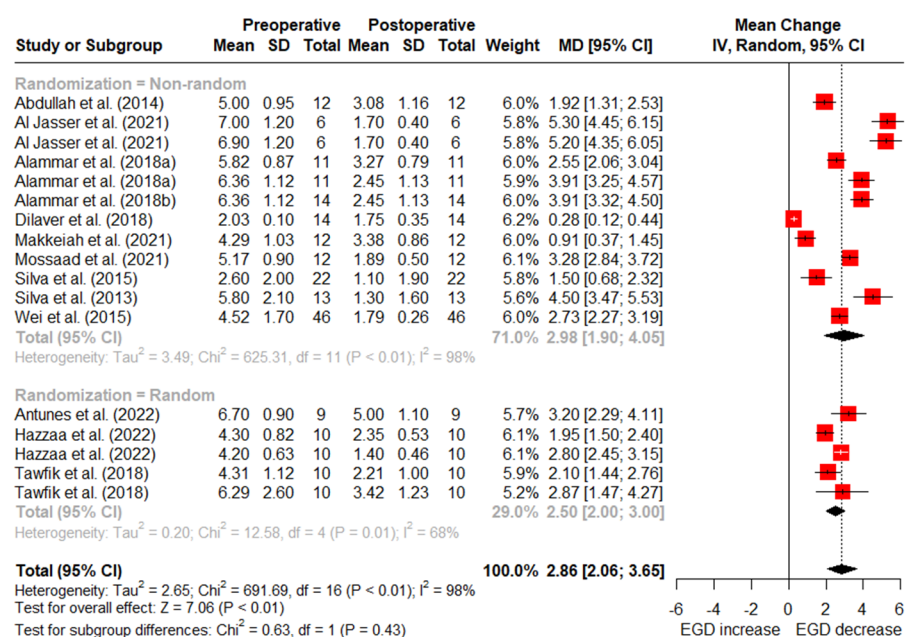 Preoperative Postoperative Mean Change
Study or Subgroup Mean SD Total Mean SD Total Weight MD [95% CI] IV, Random, 95% CI
Randomization = Non-random
Abdullah et al. (2014) 5.00 0.95 12 3.08 1.16 12 6.0% 1.92 [1.31; 2.53]
Al Jasser et al. (2021) 7.00 1.20 6 1.70 0.40 6 5.8% 5.30 [4.45; 6.15]
Al Jasser et al. (2021) 6.90 1.20 6 1.70 0.40 6 5.8% 5.20 [4.35; 6.05]
Alammar et al. (2018a) 5.82 0.87 11 3.27 0.79 11 6.0% 2.55 [2.06; 3.04]
Alammar et al. (2018a) 6.36 1.12 11 2.45 1.13 11 5.9% 3.91 [3.25; 4.57]
Alammar et al. (2018b) 6.36 1.12 14 2.45 1.13 14 6.0% 3.91 [3.32; 4.50]
Dilaver et al. (2018) 2.03 0.10 14 1.75 0.35 14 6.2% 0.28 [0.12; 0.44]
Makkeiah et al. (2021) 4.29 1.03 12 3.38 0.86 12 6.0% 0.91 [0.37; 1.45]
Mossaad et al. (2021) 5.17 0.90 12 1.89 0.50 12 6.1% 3.28 [2.84; 3.72]
Silva et al. (2015) 2.60 2.00 22 1.10 1.90 22 5.8% 1.50 [0.68; 2.32]
Silva et al. (2013) 5.80 2.10 13 1.30 1.60 13 5.6% 4.50 [3.47; 5.53]
Wei et al. (2015) 4.52 1.70 46 1.79 0.26 46 6.0% 2.73 [2.27; 3.19]
Total (95% CI) 71.0% 2.98 [1.90; 4.05]
Heterogeneity: Tau² = 3.49; Chi² = 625.31, df = 11 (P < 0.01); I² = 98%
Randomization = Random
Antunes et al. (2022) 6.70 0.90 9 5.00 1.10 9 5.7% 3.20 [2.29; 4.11]
Hazzaa et al. (2022) 4.30 0.82 10 2.35 0.53 10 6.1% 1.95 [1.50; 2.40]
Hazzaa et al. (2022) 4.20 0.63 10 1.40 0.46 10 6.1% 2.80 [2.45; 3.15]
Tawfik et al. (2018) 4.31 1.12 10 2.21 1.00 10 5.9% 2.10 [1.44; 2.76]
Tawfik et al. (2018) 6.29 2.60 10 3.42 1.23 10 5.2% 2.87 [1.47; 4.27]
Total (95% CI) 29.0% 2.50 [2.00; 3.00]
Heterogeneity: Tau² = 0.20; Chi² = 12.58, df = 4 (P = 0.01); I² = 68%
Total (95% CI) 100.0% 2.86 [2.06; 3.65]
Heterogeneity: Tau² = 2.65; Chi² = 691.69, df = 16 (P < 0.01); I² = 98%
Test for overall effect: Z = 7.06 (P < 0.01)
Test for subgroup differences: Chi² = 0.63, df = 1 (P = 0.43)
-6 -4 -2 0 2 4 6
EGD increase EGD decrease